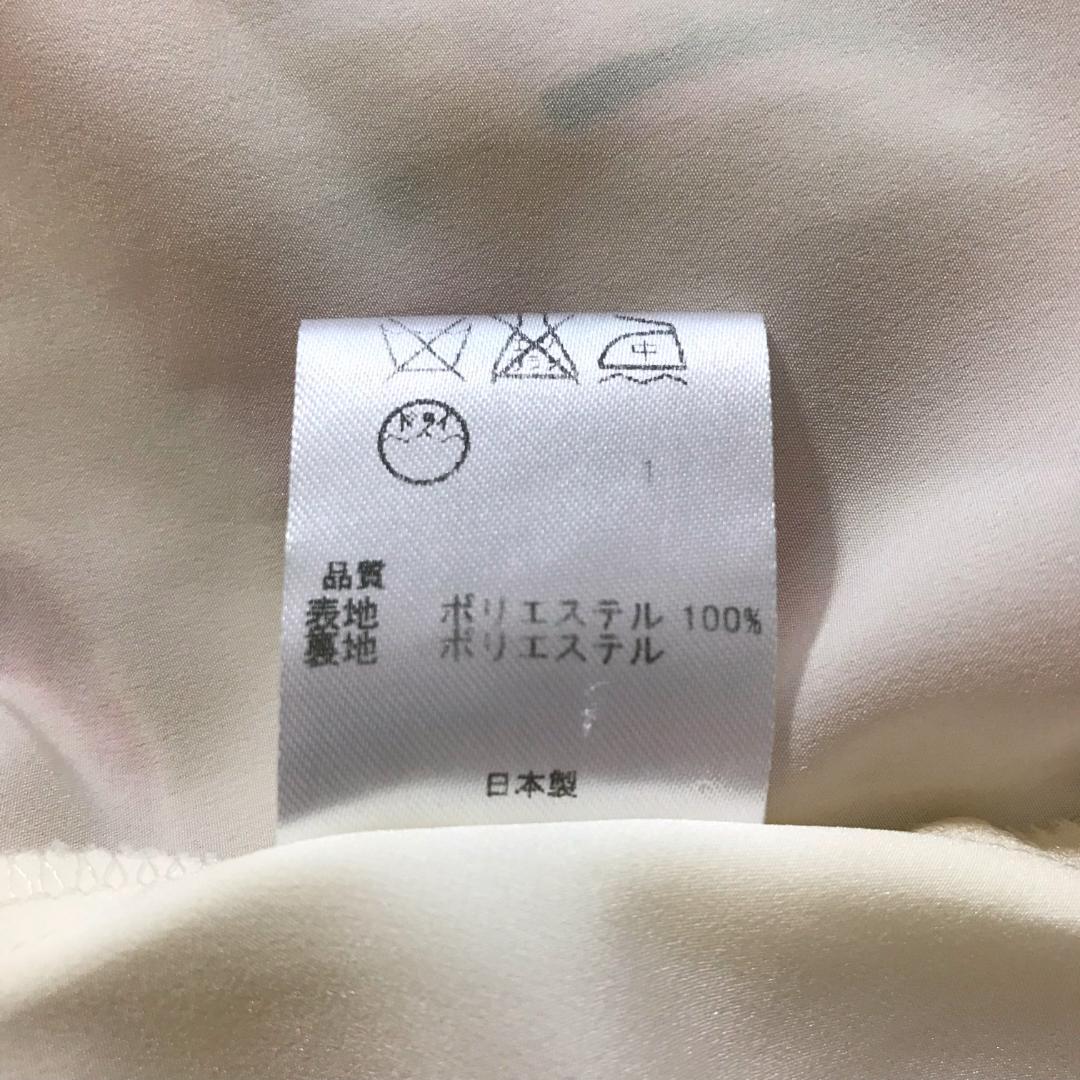 中
ドライ
1
品質
表地 ポリエステル 100%
裏地 ポリエステル
日本製